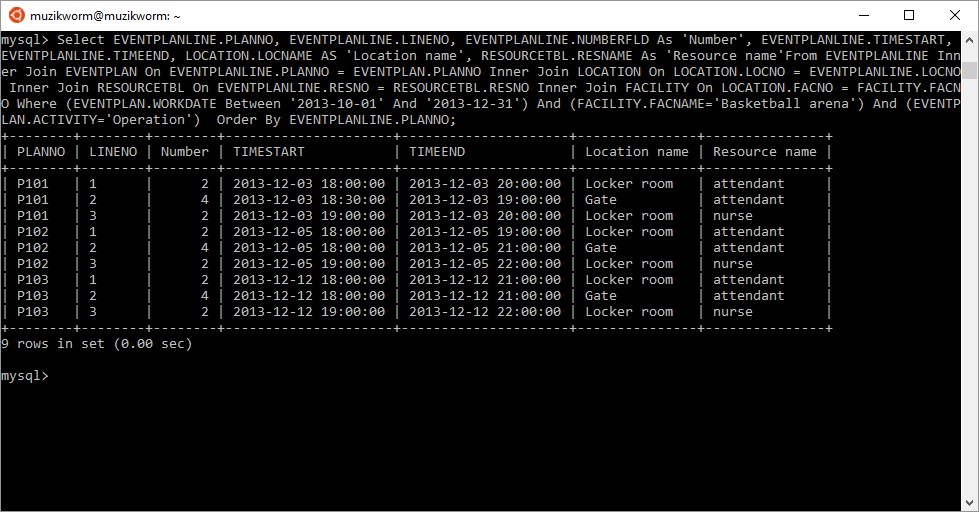 muzikworm@muzikworm: ~
mysql> Select EVENTPLANLINE.PLANNO, EVENTPLANLINE.LINENO, EVENTPLANLINE.NUMBERFLD As 'Number', EVENTPLANLINE.TIMESTART,
EVENTPLANLINE.TIMEEND, LOCATION.LOCNAME AS 'Location name', RESOURCETBL.RESNAME As 'Resource name'From EVENTPLANLINE Inn
er Join EVENTPLAN On EVENTPLANLINE.PLANNO = EVENTPLAN.PLANNO Inner Join LOCATION On LOCATION.LOCNO = EVENTPLANLINE.LOCNO
 Inner Join RESOURCETBL On EVENTPLANLINE.RESNO = RESOURCETBL.RESNO Inner Join FACILITY On LOCATION.FACNO = FACILITY.FACN
O Where (EVENTPLAN.WORKDATE Between '2013-10-01' And '2013-12-31') And (FACILITY.FACNAME='Basketball arena') And (EVENTP
LAN.ACTIVITY='Operation')  Order By EVENTPLANLINE.PLANNO;
+--------+--------+--------+---------------------+---------------------+---------------+---------------+
| PLANNO | LINENO | Number | TIMESTART           | TIMEEND             | Location name | Resource name |
+--------+--------+--------+---------------------+---------------------+---------------+---------------+
| P101   | 1      |      2 | 2013-12-03 18:00:00 | 2013-12-03 20:00:00 | Locker room   | attendant     |
| P101   | 2      |      4 | 2013-12-03 18:30:00 | 2013-12-03 19:00:00 | Gate          | attendant     |
| P101   | 3      |      2 | 2013-12-03 19:00:00 | 2013-12-03 20:00:00 | Locker room   | nurse         |
| P102   | 1      |      2 | 2013-12-05 18:00:00 | 2013-12-05 19:00:00 | Locker room   | attendant     |
| P102   | 2      |      4 | 2013-12-05 18:00:00 | 2013-12-05 21:00:00 | Gate          | attendant     |
| P102   | 3      |      2 | 2013-12-05 19:00:00 | 2013-12-05 22:00:00 | Locker room   | nurse         |
| P103   | 1      |      2 | 2013-12-12 18:00:00 | 2013-12-12 21:00:00 | Locker room   | attendant     |
| P103   | 2      |      4 | 2013-12-12 18:00:00 | 2013-12-12 21:00:00 | Gate          | attendant     |
| P103   | 3      |      2 | 2013-12-12 19:00:00 | 2013-12-12 22:00:00 | Locker room   | nurse         |
+--------+--------+--------+---------------------+---------------------+---------------+---------------+
9 rows in set (0.00 sec)
mysql>